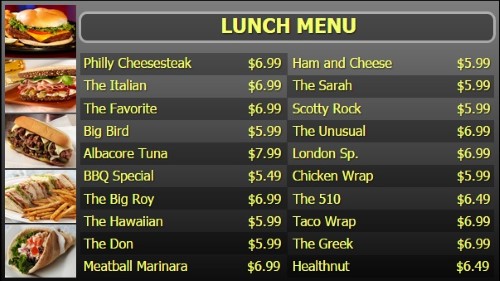 LUNCH MENU
Philly Cheesesteak $6.99
The Italian $6.99
The Favorite $6.99
Big Bird $5.99
Albacore Tuna $7.99
BBQ Special $5.49
The Big Roy $6.99
The Hawaiian $5.99
The Don $5.99
Meatball Marinara $6.99
Ham and Cheese $5.99
The Sarah $5.99
Scotty Rock $5.99
The Unusual $6.99
London Sp. $6.99
Chicken Wrap $5.99
The 510 $6.49
Taco Wrap $6.99
The Greek $6.99
Healthnut $6.49